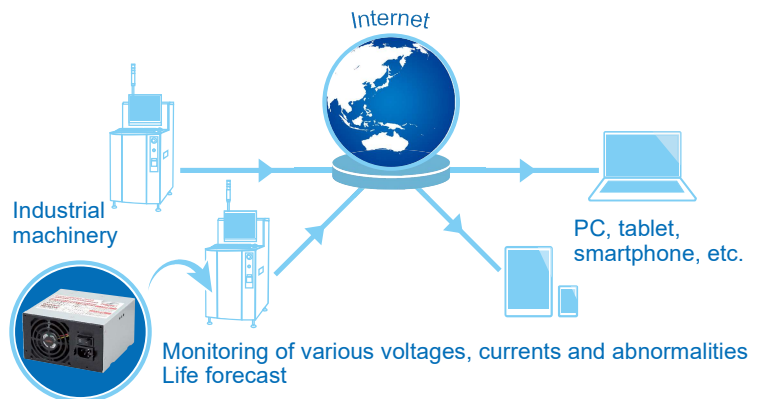 Internet
Industrial
machinery
PC, tablet,
smartphone, etc.
Monitoring of various voltages, currents and abnormalities
Life forecast